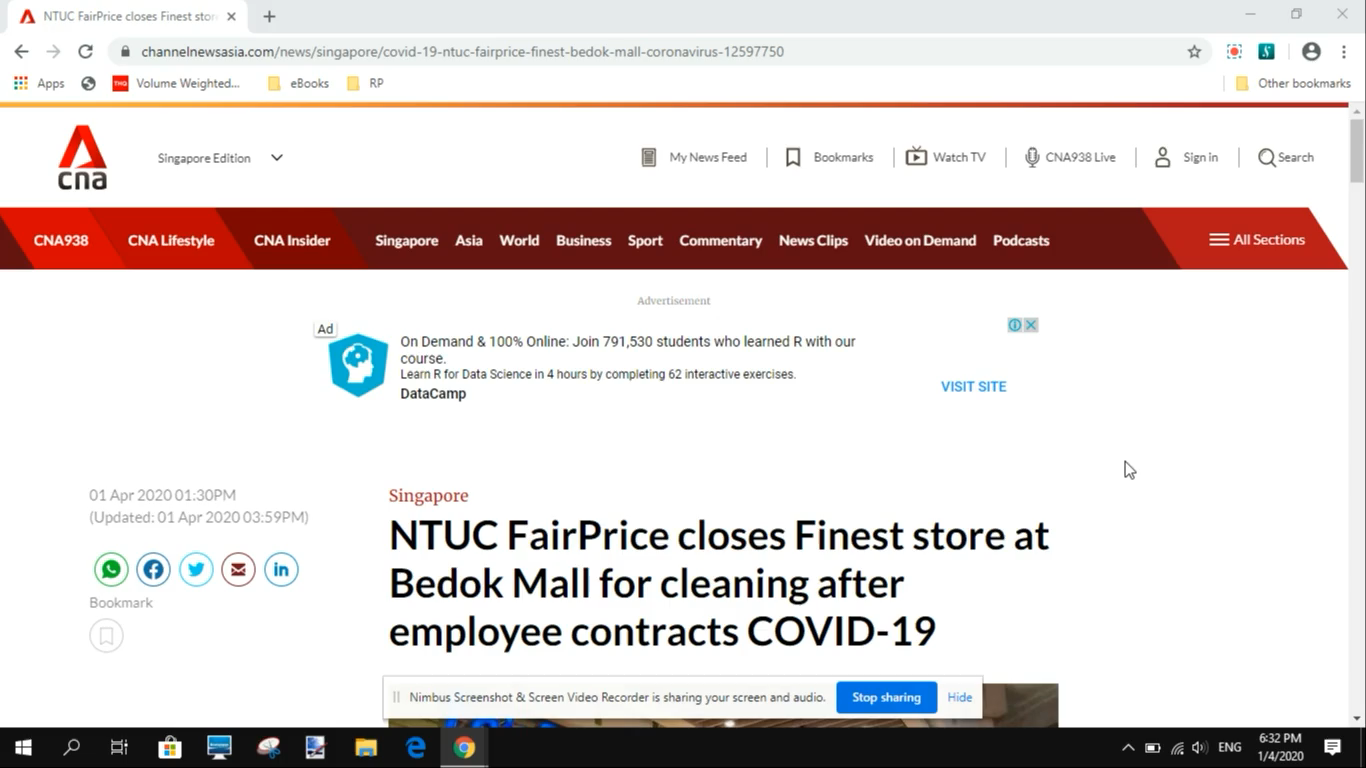 NTUC FairPrice closes Finest stor
channelnewsasia.com/news/singapore/covid-19-ntuc-fairprice-finest-bedok-mall-coronavirus-12597750
Apps
Volume Weighted...
eBooks
RP
Other bookmarks
cna
Singapore Edition
My News Feed
Bookmarks
Watch TV
CNA938 Live
Sign in
Search
CNA938
CNA Lifestyle
CNA Insider
Singapore
Asia
World
Business
Sport
Commentary
News Clips
Video on Demand
Podcasts
All Sections
Advertisement
Ad
On Demand & 100% Online: Join 791,530 students who learned R with our
course.
Learn R for Data Science in 4 hours by completing 62 interactive exercises.
DataCamp
VISIT SITE
01 Apr 2020 01:30PM
(Updated: 01 Apr 2020 03:59PM)
Bookmark
Singapore
NTUC FairPrice closes Finest store at
Bedok Mall for cleaning after
employee contracts COVID-19
Nimbus Screenshot & Screen Video Recorder is sharing your screen and audio.
Stop sharing
Hide
ENG
6:32 PM
1/4/2020